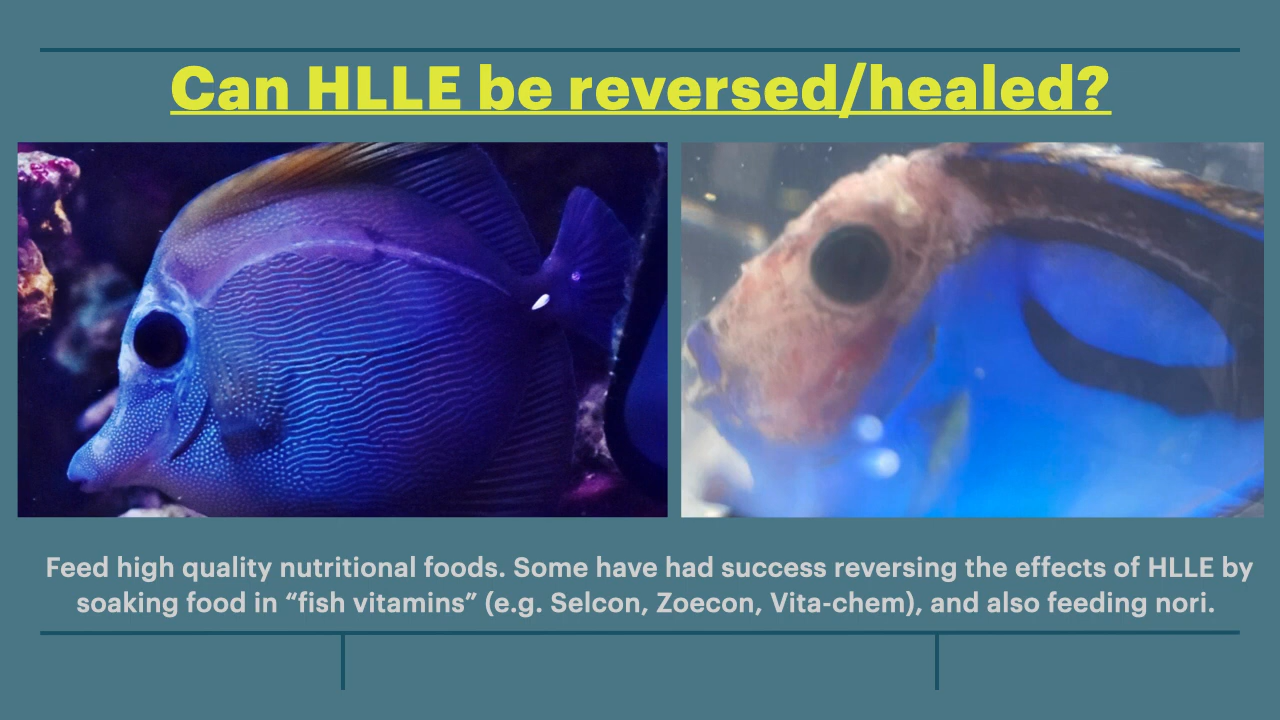 Can HLLE be reversed/healed?
Feed high quality nutritional foods. Some have had success reversing the effects of HLLE by
soaking food in “fish vitamins” (e.g. Selcon, Zoecon, Vita-chem), and also feeding nori.